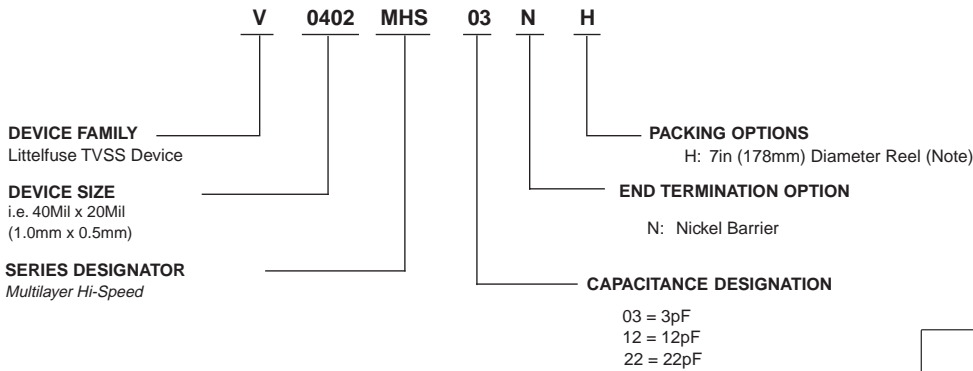 V 0402 MHS 03 N H
DEVICE FAMILY
Littelfuse TVSS Device
DEVICE SIZE
i.e. 40Mil x 20Mil
(1.0mm x 0.5mm)
SERIES DESIGNATOR
Multilayer Hi-Speed
PACKING OPTIONS
H: 7in (178mm) Diameter Reel (Note)
END TERMINATION OPTION
N: Nickel Barrier
CAPACITANCE DESIGNATION
03 = 3pF
12 = 12pF
22 = 22pF